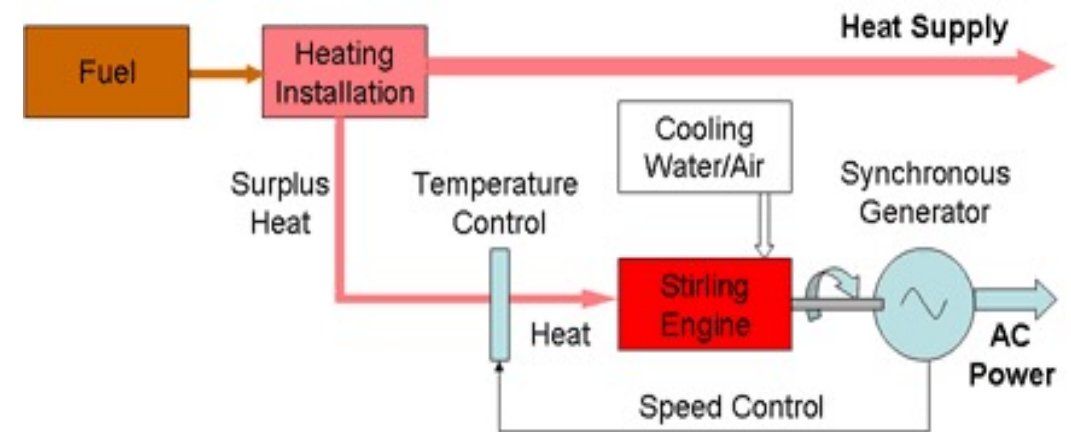 Heat Supply
Fuel
Heating
Installation
Cooling
Water/Air
Surplus
Heat
Temperature
Control
Synchronous
Generator
Stirling
Engine
Heat
AC
Power
Speed Control